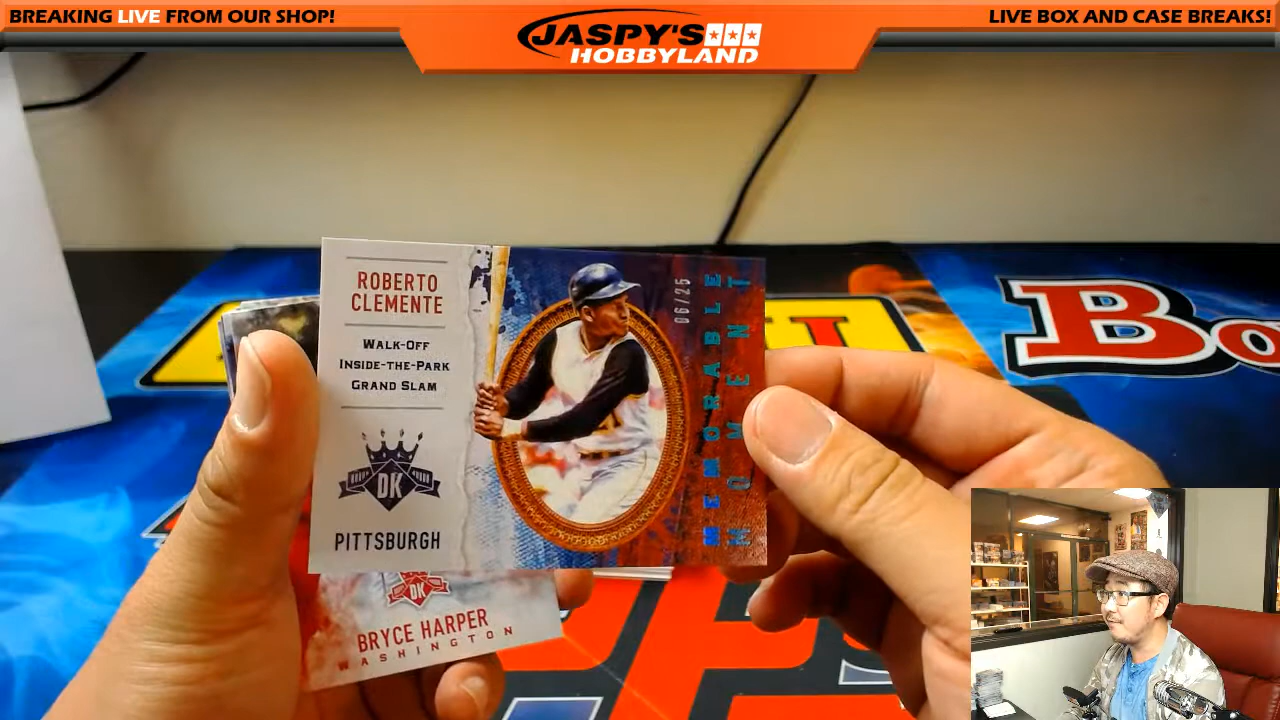 BREAKING LIVE FROM OUR SHOP!
JASPY'S
HOBBYLAND
LIVE BOX AND CASE BREAKS!
ROBERTO
CLEMENTE
WALK-OFF
INSIDE-THE-PARK
GRAND SLAM
DK
PITTSBURGH
06/25
MEMORABLE
MOMENT
DK
BRYCE HARPER
WASHINGTON